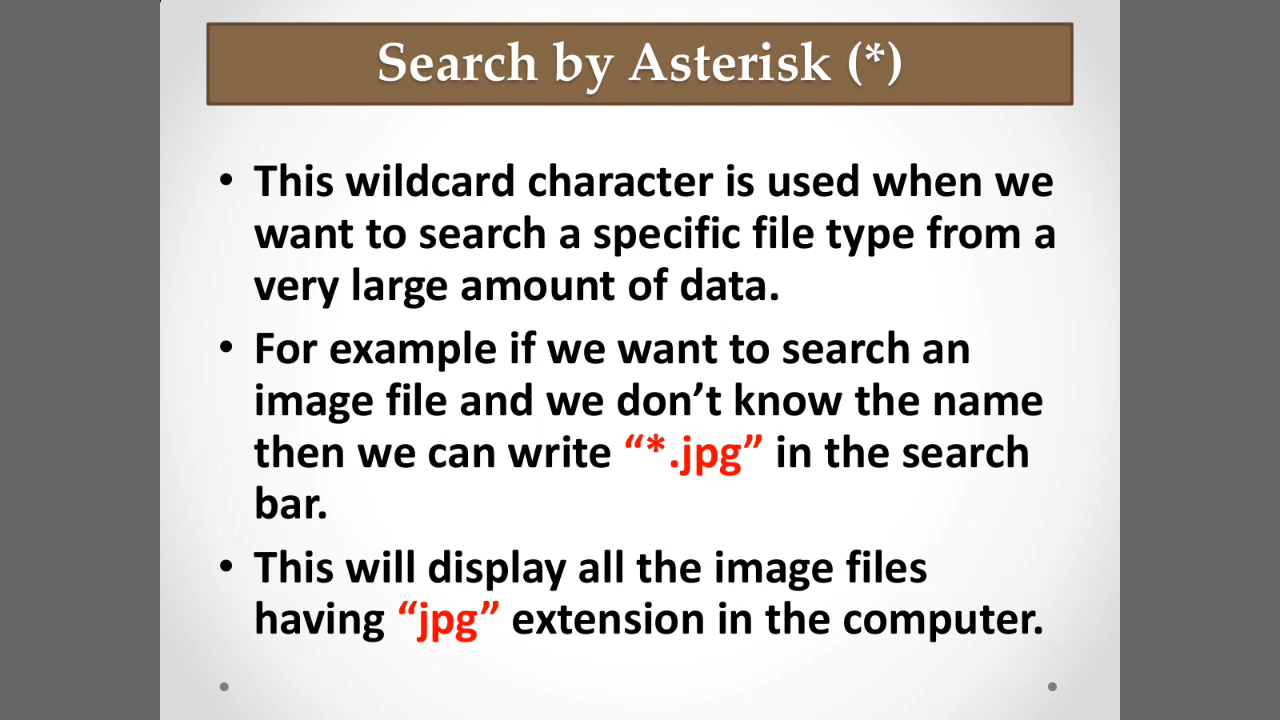 Search by Asterisk (*)
• This wildcard character is used when we
want to search a specific file type from a
very large amount of data.
• For example if we want to search an
image file and we don’t know the name
then we can write “*.jpg” in the search
bar.
• This will display all the image files
having “jpg” extension in the computer.